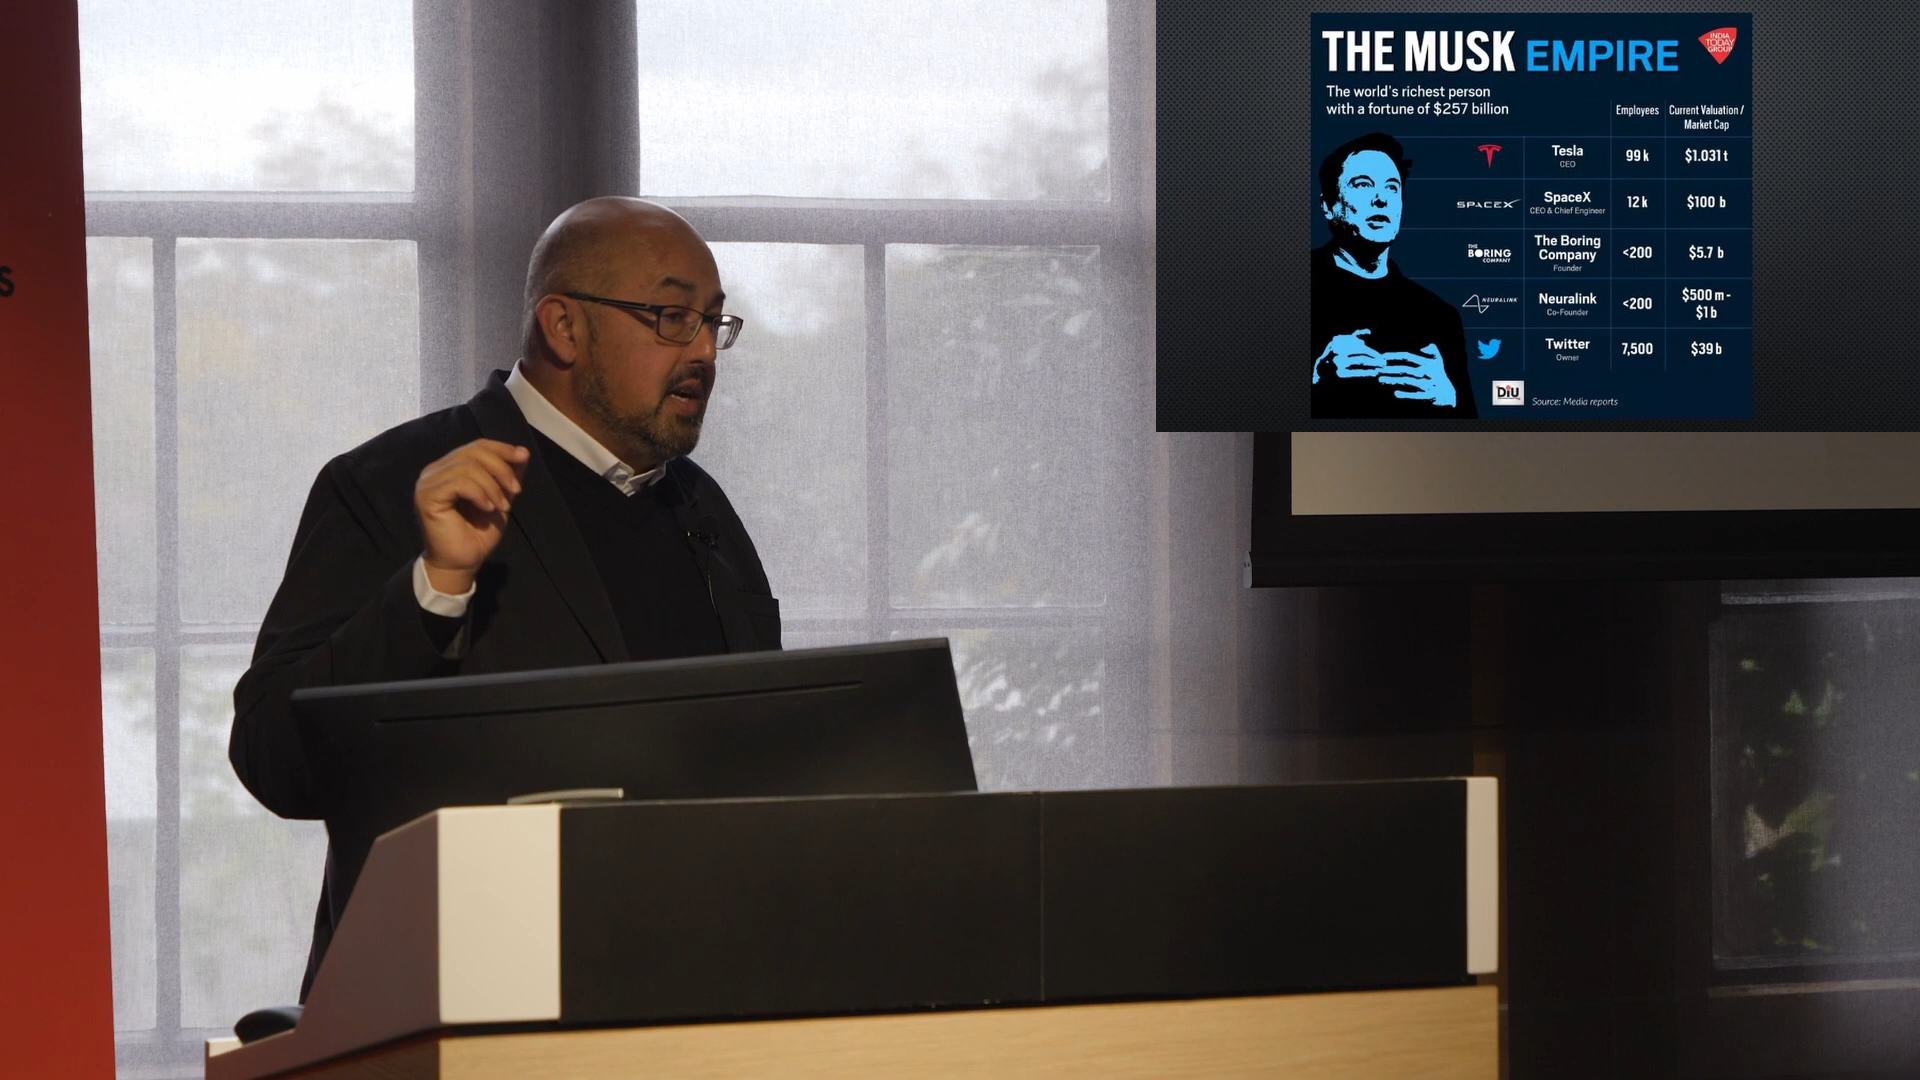 S
THE MUSK EMPIRE
INDIA
TODAY
GROUP
The world's richest person
with a fortune of $257 billion
Employees
Current Valuation /
Market Cap
Tesla
CEO
99 k
$1.031 t
SPACEX
SpaceX
CEO & Chief Engineer
12 k
$100 b
THE
BORING
COMPANY
The Boring
Company
Founder
<200
$5.7 b
NEURALINK
Neuralink
Co-Founder
<200
$500 m -
$1 b
Twitter
Owner
7,500
$39 b
DiU
Source: Media reports